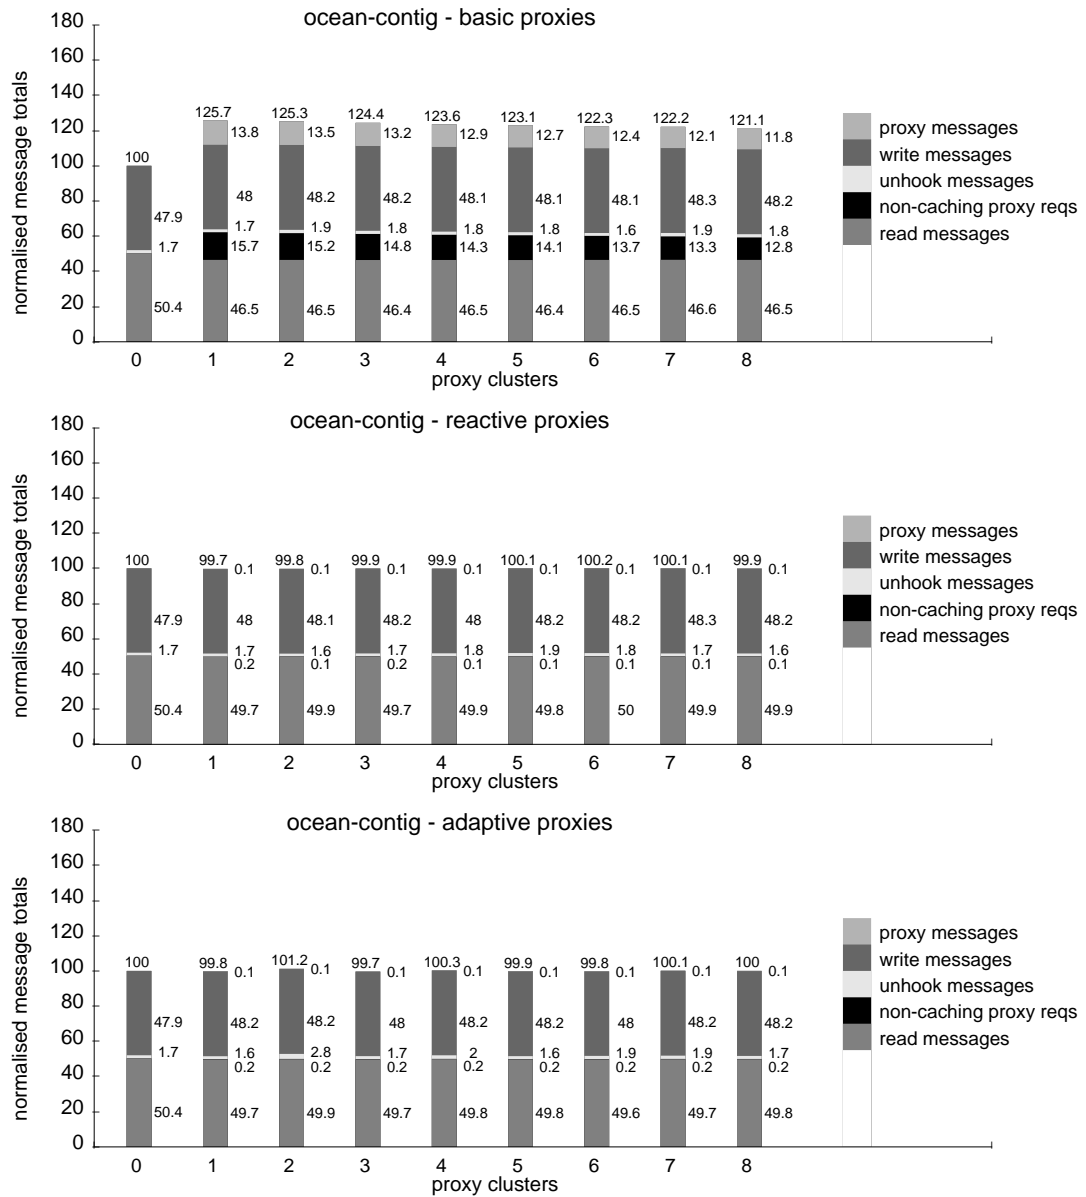 ocean-contig - basic proxies
normalised message totals
180
160
140
120
100
80
60
40
20
0
100 125.7 125.3 124.4 123.6 123.1 122.3 122.2 121.1
13.8 13.5 13.2 12.9 12.7 12.4 12.1 11.8
47.9 48 48.2 48.2 48.1 48.2 48.1 48.3 48.2
1.7 1.7 1.9 1.8 1.8 1.8 1.6 1.9 1.8
15.7 15.2 14.8 14.3 14.1 13.7 13.3 12.8
50.4 46.5 46.5 46.4 46.5 46.4 46.5 46.6 46.5
0 1 2 3 4 5 6 7 8
proxy clusters
proxy messages
write messages
unhook messages
non-caching proxy reqs
read messages
ocean-contig - reactive proxies
normalised message totals
180
160
140
120
100
80
60
40
20
0
100 99.7 99.8 99.9 99.9 100.1 100.2 100.1 99.9
0.1 0.1 0.1 0.1 0.1 0.1 0.1 0.1
47.9 48 48.1 48.2 48 48.2 48.2 48.3 48.2
1.7 1.7 1.6 1.7 1.8 1.9 1.8 1.7 1.6
0.2 0.1 0.2 0.1 0.1 0.1 0.1 0.1
50.4 49.7 49.9 49.7 49.9 49.8 50 49.9 49.9
0 1 2 3 4 5 6 7 8
proxy clusters
proxy messages
write messages
unhook messages
non-caching proxy reqs
read messages
ocean-contig - adaptive proxies
normalised message totals
180
160
140
120
100
80
60
40
20
0
100 99.8 101.2 99.7 100.3 99.9 99.8 100.1 100
0.1 0.1 0.1 0.1 0.1 0.1 0.1 0.1
47.9 48.2 48.2 48 48.2 48.2 48 48.2 48.2
1.7 1.6 2.8 1.7 2 1.6 1.9 1.9 1.7
0.2 0.2 0.2 0.2 0.2 0.2 0.2 0.2
50.4 49.7 49.9 49.7 49.8 49.8 49.6 49.7 49.8
0 1 2 3 4 5 6 7 8
proxy clusters
proxy messages
write messages
unhook messages
non-caching proxy reqs
read messages